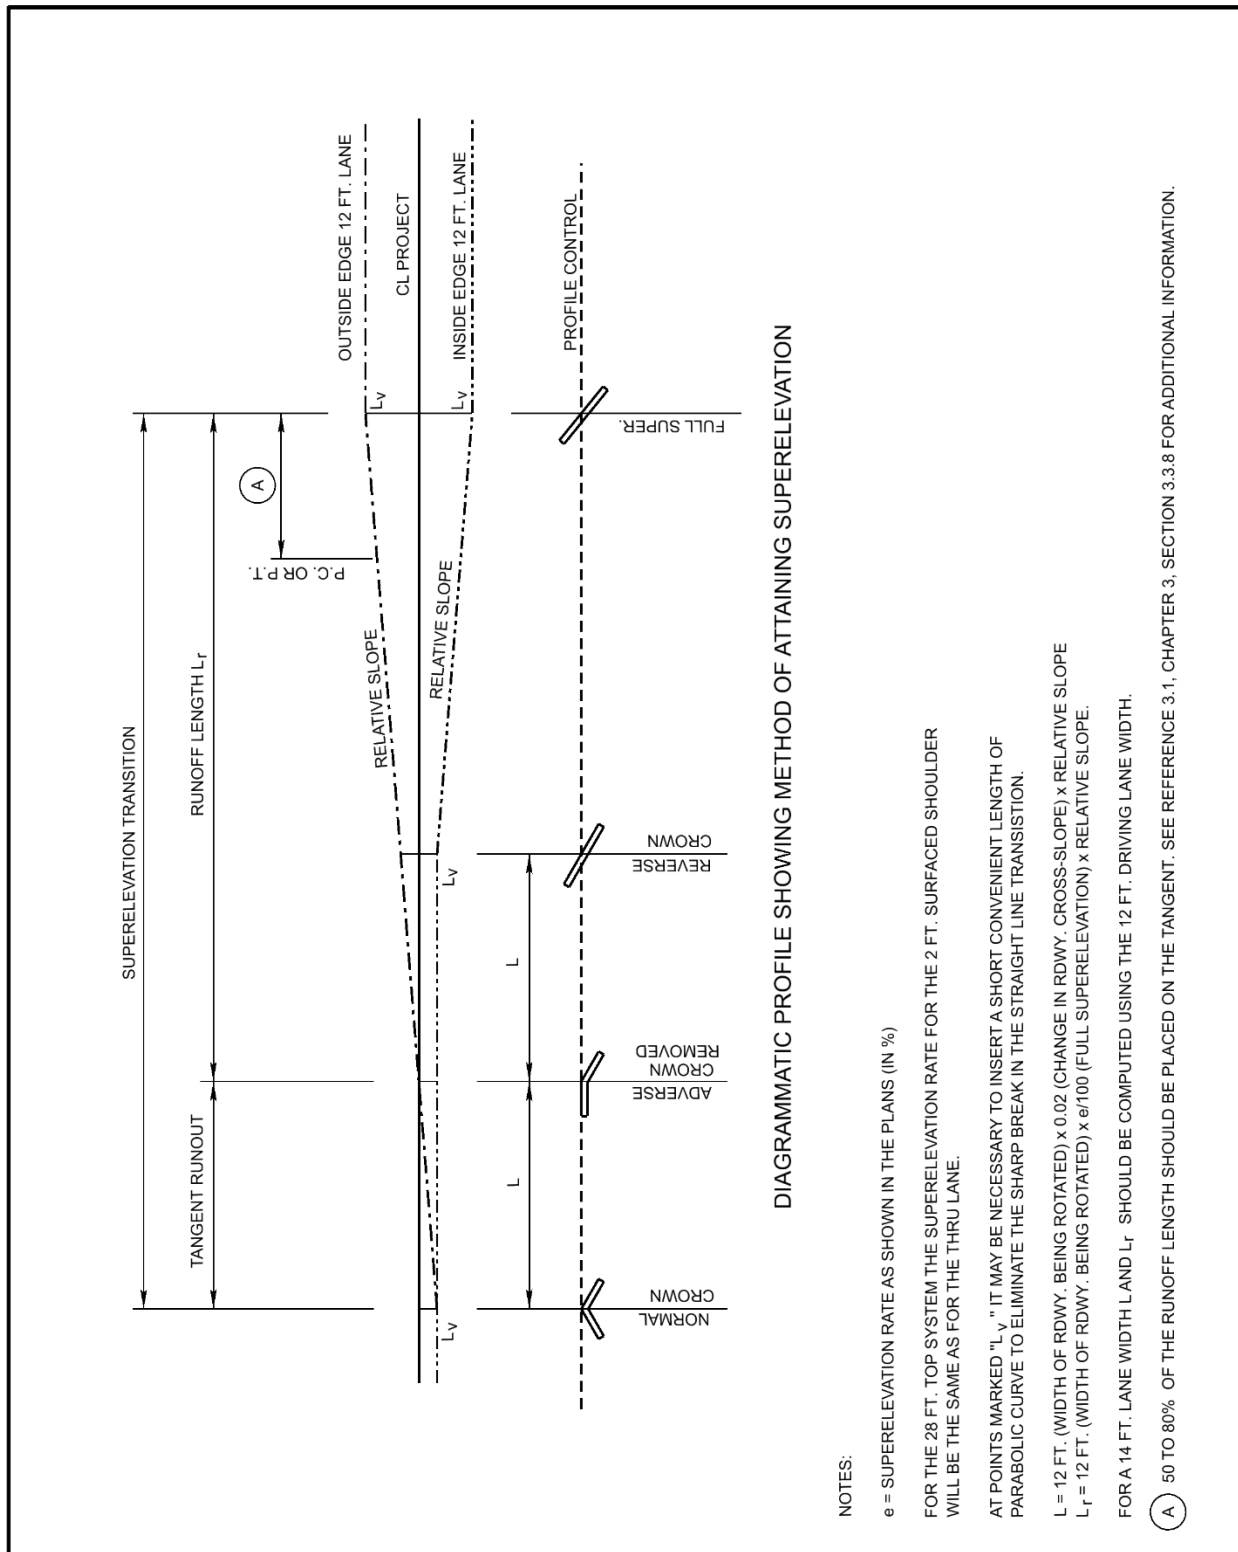 SUPERELEVATION TRANSITION
TANGENT RUNOUT
RUNOFF LENGTH Lr
A
P.C. OR P.T.
OUTSIDE EDGE 12 FT. LANE
RELATIVE SLOPE
Lv
CL PROJECT
Lv
Lv
Lv
RELATIVE SLOPE
INSIDE EDGE 12 FT. LANE
L
L
PROFILE CONTROL
NORMAL
CROWN
ADVERSE
CROWN
REMOVED
REVERSE
CROWN
FULL SUPER.
DIAGRAMMATIC PROFILE SHOWING METHOD OF ATTAINING SUPERELEVATION
NOTES:
e = SUPERELEVATION RATE AS SHOWN IN THE PLANS (IN %)
FOR THE 28 FT. TOP SYSTEM THE SUPERELEVATION RATE FOR THE 2 FT. SURFACED SHOULDER
WILL BE THE SAME AS FOR THE THRU LANE.
AT POINTS MARKED "Lv" IT MAY BE NECESSARY TO INSERT A SHORT CONVENIENT LENGTH OF
PARABOLIC CURVE TO ELIMINATE THE SHARP BREAK IN THE STRAIGHT LINE TRANSISTION.
L = 12 FT. (WIDTH OF RDWY. BEING ROTATED) x 0.02 (CHANGE IN RDWY. CROSS-SLOPE) x RELATIVE SLOPE
Lr = 12 FT. (WIDTH OF RDWY. BEING ROTATED) x e/100 (FULL SUPERELEVATION) x RELATIVE SLOPE.
FOR A 14 FT. LANE WIDTH L AND Lr SHOULD BE COMPUTED USING THE 12 FT. DRIVING LANE WIDTH.
A 50 TO 80% OF THE RUNOFF LENGTH SHOULD BE PLACED ON THE TANGENT. SEE REFERENCE 3.1, CHAPTER 3, SECTION 3.3.8 FOR ADDITIONAL INFORMATION.